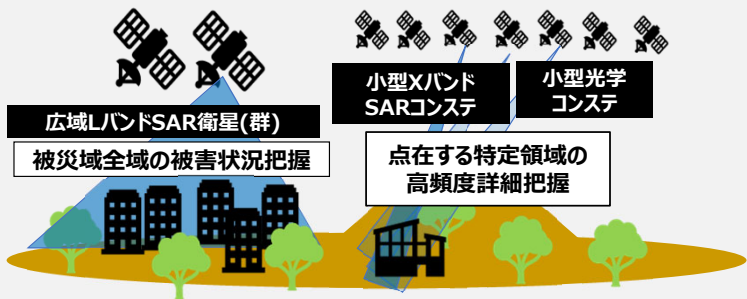 広域LバンドSAR衛星(群)
被災域全域の被害状況把握
小型Xバンド
SARコンステ
小型光学
コンステ
点在する特定領域の
高頻度詳細把握